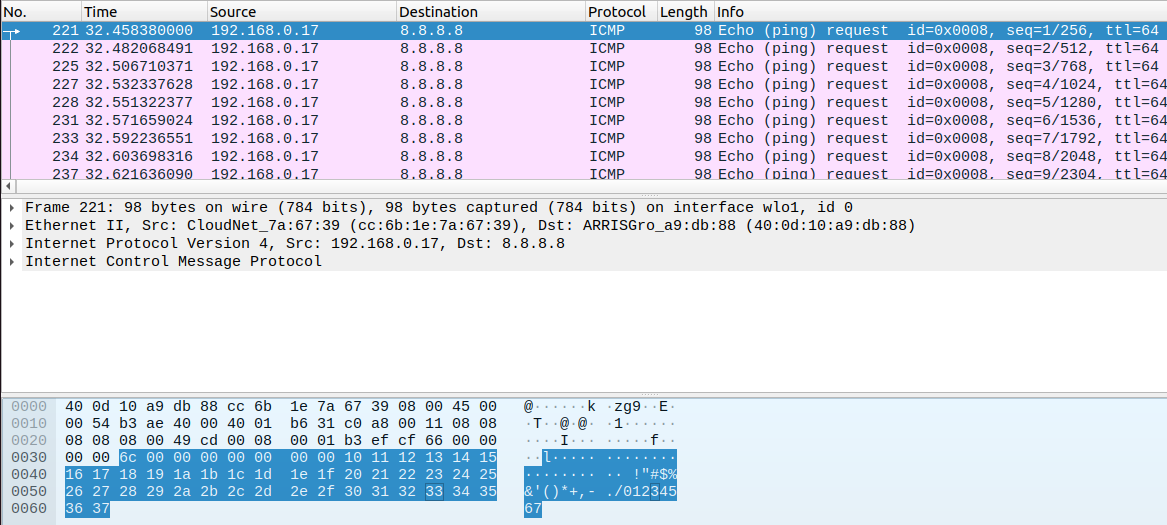 No. Time Source Destination Protocol Length Info
221 32.458380000 192.168.0.17 8.8.8.8 ICMP 98 Echo (ping) request id=0x0008, seq=1/256, ttl=64
222 32.482068491 192.168.0.17 8.8.8.8 ICMP 98 Echo (ping) request id=0x0008, seq=2/512, ttl=64
225 32.506710371 192.168.0.17 8.8.8.8 ICMP 98 Echo (ping) request id=0x0008, seq=3/768, ttl=64
227 32.532337628 192.168.0.17 8.8.8.8 ICMP 98 Echo (ping) request id=0x0008, seq=4/1024, ttl=64
228 32.551322377 192.168.0.17 8.8.8.8 ICMP 98 Echo (ping) request id=0x0008, seq=5/1280, ttl=64
231 32.571659024 192.168.0.17 8.8.8.8 ICMP 98 Echo (ping) request id=0x0008, seq=6/1536, ttl=64
233 32.592236551 192.168.0.17 8.8.8.8 ICMP 98 Echo (ping) request id=0x0008, seq=7/1792, ttl=64
234 32.603698316 192.168.0.17 8.8.8.8 ICMP 98 Echo (ping) request id=0x0008, seq=8/2048, ttl=64
237 32.621636090 192.168.0.17 8.8.8.8 ICMP 98 Echo (ping) request id=0x0008, seq=9/2304, ttl=64
Frame 221: 98 bytes on wire (784 bits), 98 bytes captured (784 bits) on interface wlo1, id 0
Ethernet II, Src: CloudNet_7a:67:39 (cc:6b:1e:7a:67:39), Dst: ARRISGro_a9:db:88 (40:0d:10:a9:db:88)
Internet Protocol Version 4, Src: 192.168.0.17, Dst: 8.8.8.8
Internet Control Message Protocol
0000 40 0d 10 a9 db 88 cc 6b 1e 7a 67 39 08 00 45 00 @······k ·zg9··E·
0010 00 54 b3 ae 40 00 40 01 b6 31 c0 a8 00 11 08 08 ·T··@·@· ·1······
0020 08 08 08 00 49 cd 00 08 00 01 b3 ef cf 66 00 00 ····I··· ·····f··
0030 00 00 6c 00 00 00 00 00 00 00 10 11 12 13 14 15 ··l····· ········
0040 16 17 18 19 1a 1b 1c 1d 1e 1f 20 21 22 23 24 25 ········ ·· !"#$%
0050 26 27 28 29 2a 2b 2c 2d 2e 2f 30 31 32 33 34 35 &'()*+,- ./012345
0060 36 37 67